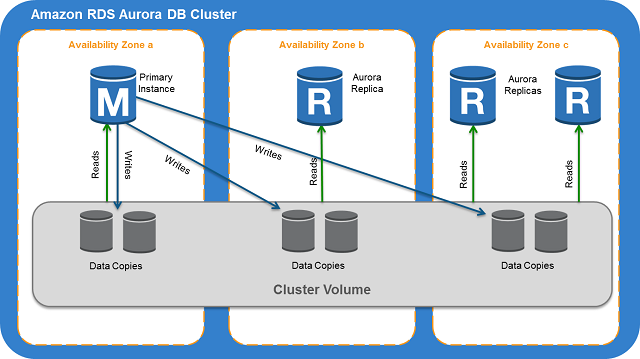 Amazon RDS Aurora DB Cluster
Availability Zone a
Availability Zone b
Availability Zone c
M
Primary
Instance
R
Aurora
Replica
R
Aurora
Replicas
R
Reads
Writes
Writes
Writes
Reads
Reads
Reads
Data Copies
Data Copies
Data Copies
Cluster Volume